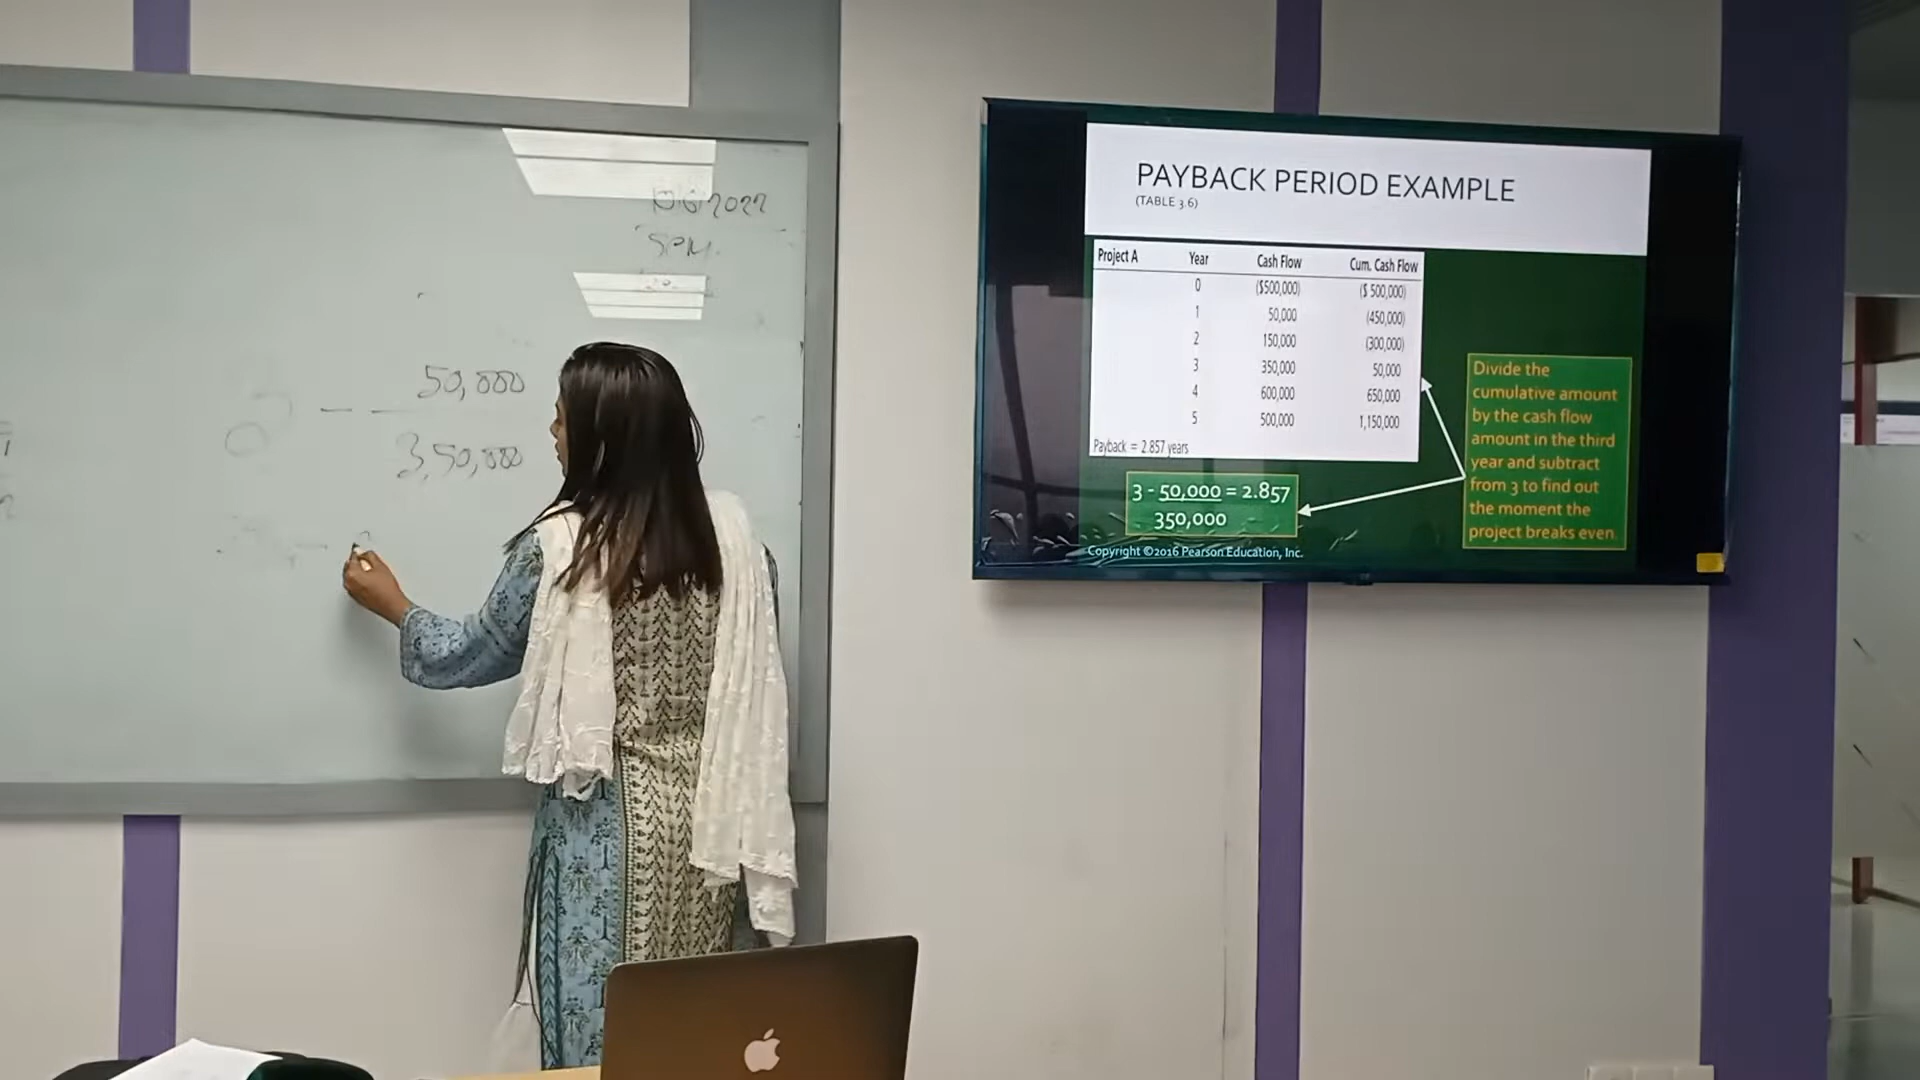 2022
5PM.
50,000
3 -
3,50,000
PAYBACK PERIOD EXAMPLE
(TABLE 3.6)
Project A Year Cash Flow Cum. Cash Flow
0 ($500,000) ($ 500,000)
1 50,000 (450,000)
2 150,000 (300,000)
3 350,000 50,000
4 600,000 650,000
5 500,000 1,150,000
Payback = 2.857 years
3 - 50,000 = 2.857
350,000
Divide the
cumulative amount
by the cash flow
amount in the third
year and subtract
from 3 to find out
the moment the
project breaks even.
Copyright ©2016 Pearson Education, Inc.